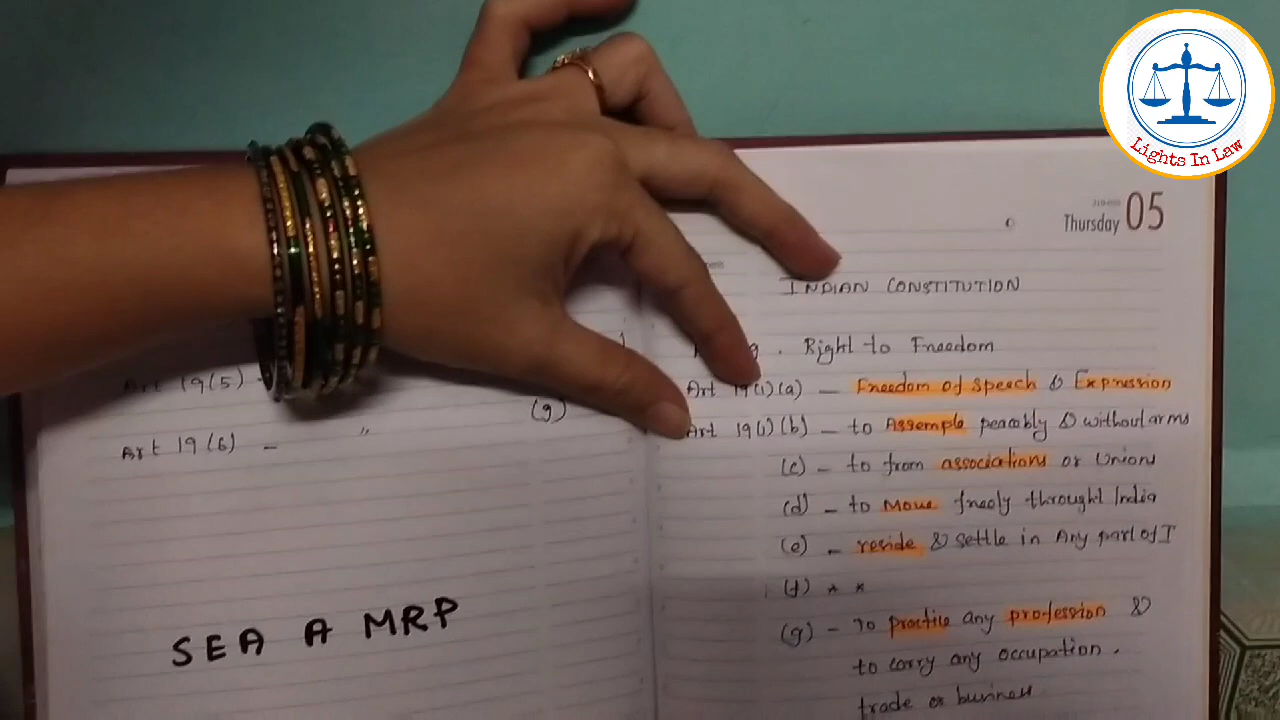 Lights In Law
Thursday 05
INDIAN CONSTITUTION
Right to Freedom
Art 19(1)(a) – Freedom of Speech & Expression
Art 19(1)(b) – to Assemple peacably & without arms
(c) – to from associations or Unions
(d) – to Move freely throught India
(e) – reside & settle in Any part of I
(f) * *
(g) – To practice any profession &
to carry any occupation.
trade or business
Art 19(5) –
(g)
Art 19(6) – "
SEA A MRP